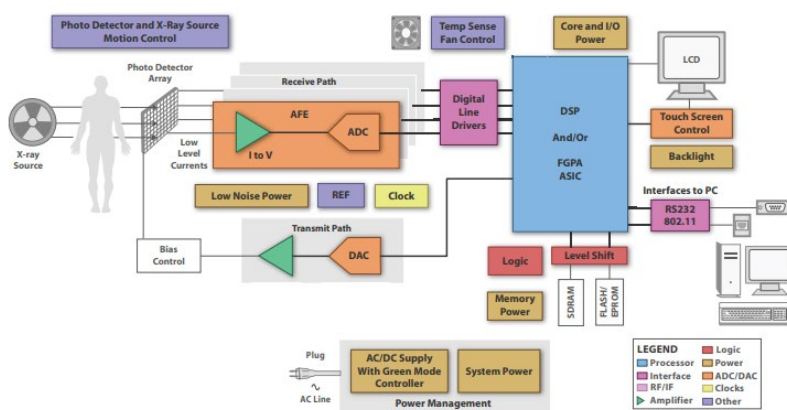 Photo Detector and X-Ray Source
Motion Control
Temp Sense
Fan Control
Core and I/O
Power
Photo Detector
Array
Receive Path
LCD
AFE
Digital
Line
Drivers
DSP
And/Or
FGPA
ASIC
ADC
I to V
Touch Screen
Control
X-ray
Source
Low
Level
Currents
Backlight
Low Noise Power
REF
Clock
Interfaces to PC
RS232
802.11
Transmit Path
Bias
Control
DAC
Logic
Level Shift
Memory
Power
SDRAM
FLASH/
EPROM
Plug
AC Line
AC/DC Supply
With Green Mode
Controller
System Power
Power Management
LEGEND
Processor
Interface
RF/IF
Amplifier
Logic
Power
ADC/DAC
Clocks
Other